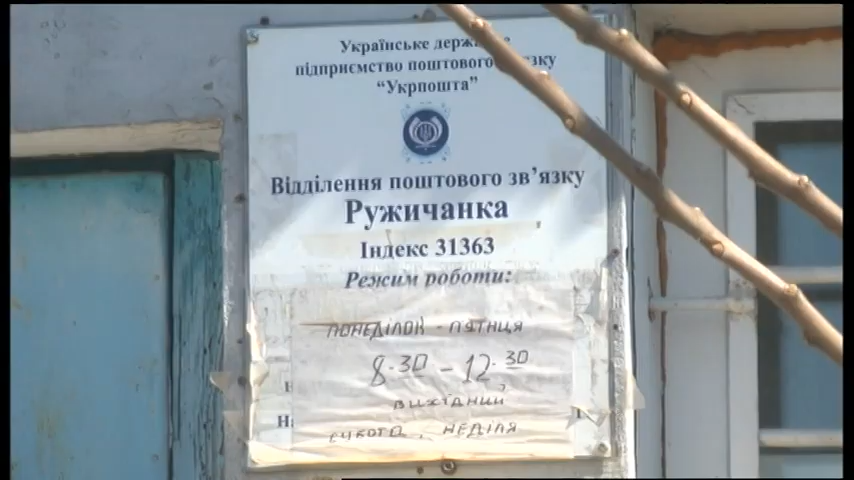 Українське державне
підприємство поштового зв'язку
“Укрпошта”
Відділення поштового зв’язку
Ружичанка
Індекс 31363
Режим роботи:
ПОНЕДІЛОК - П'ЯТНИЦЯ
8-30 - 12-30
ВИХІДНИЙ
СУБОТА, НЕДІЛЯ